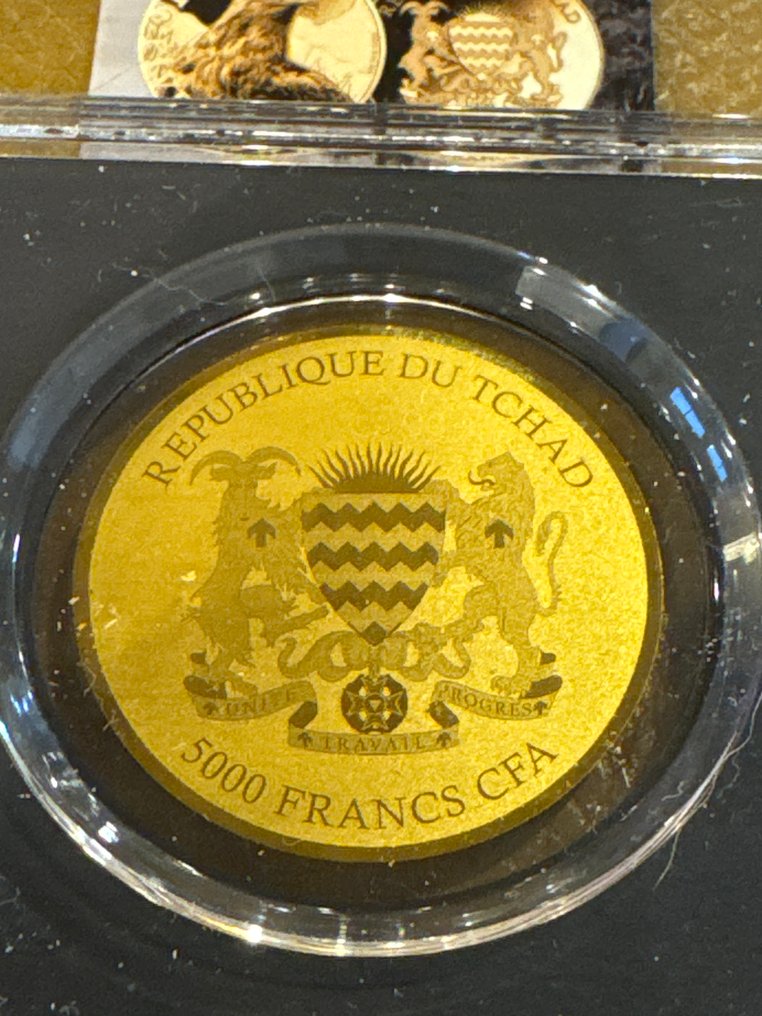 REPUBLIQUE DU TCHAD
UNITE
TRAVAIL
PROGRES
5000 FRANCS CFA